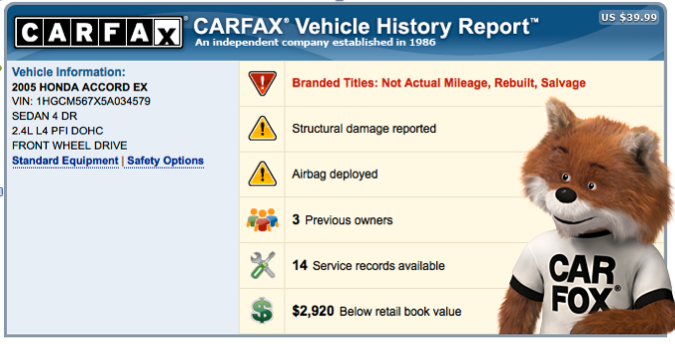 CARFAX
CARFAX® Vehicle History Report™
US $39.99
An independent company established in 1986
Vehicle Information:
2005 HONDA ACCORD EX
VIN: 1HGCM567X5A034579
SEDAN 4 DR
2.4L L4 PFI DOHC
FRONT WHEEL DRIVE
Standard Equipment | Safety Options
Branded Titles: Not Actual Mileage, Rebuilt, Salvage
Structural damage reported
Airbag deployed
3 Previous owners
14 Service records available
$2,920 Below retail book value
CAR
FOX®